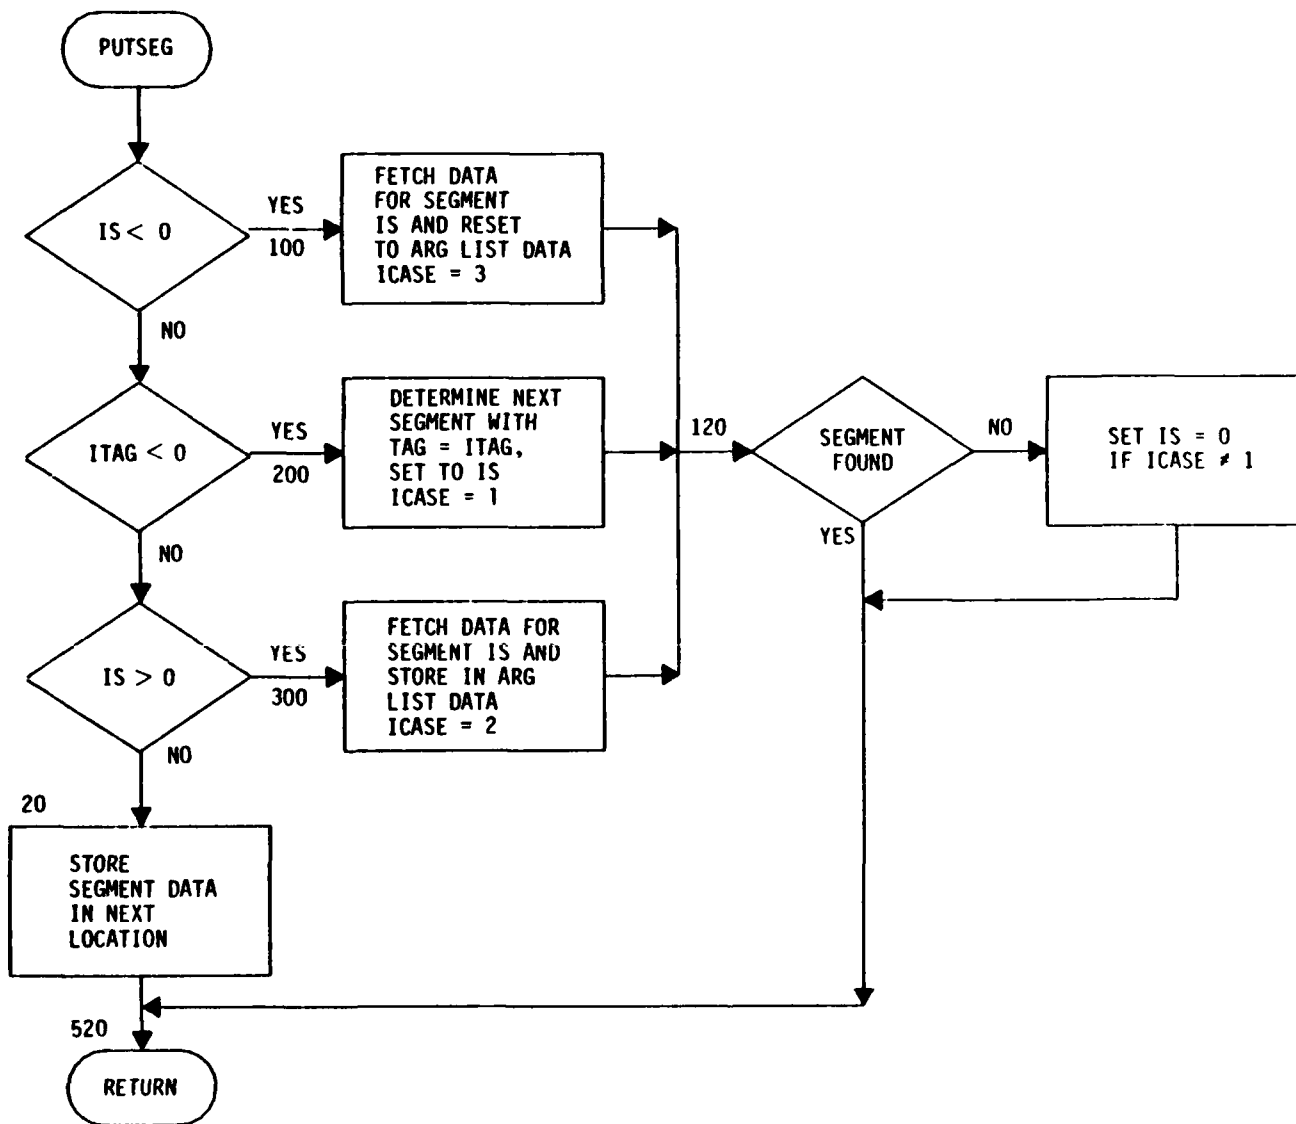 PUTSEG
IS < 0
YES
100
FETCH DATA
FOR SEGMENT
IS AND RESET
TO ARG LIST DATA
ICASE = 3
NO
ITAG < 0
YES
200
DETERMINE NEXT
SEGMENT WITH
TAG = ITAG,
SET TO IS
ICASE = 1
120
SEGMENT
FOUND
NO
SET IS = 0
IF ICASE ≠ 1
YES
NO
IS > 0
YES
300
FETCH DATA FOR
SEGMENT IS AND
STORE IN ARG
LIST DATA
ICASE = 2
NO
20
STORE
SEGMENT DATA
IN NEXT
LOCATION
520
RETURN